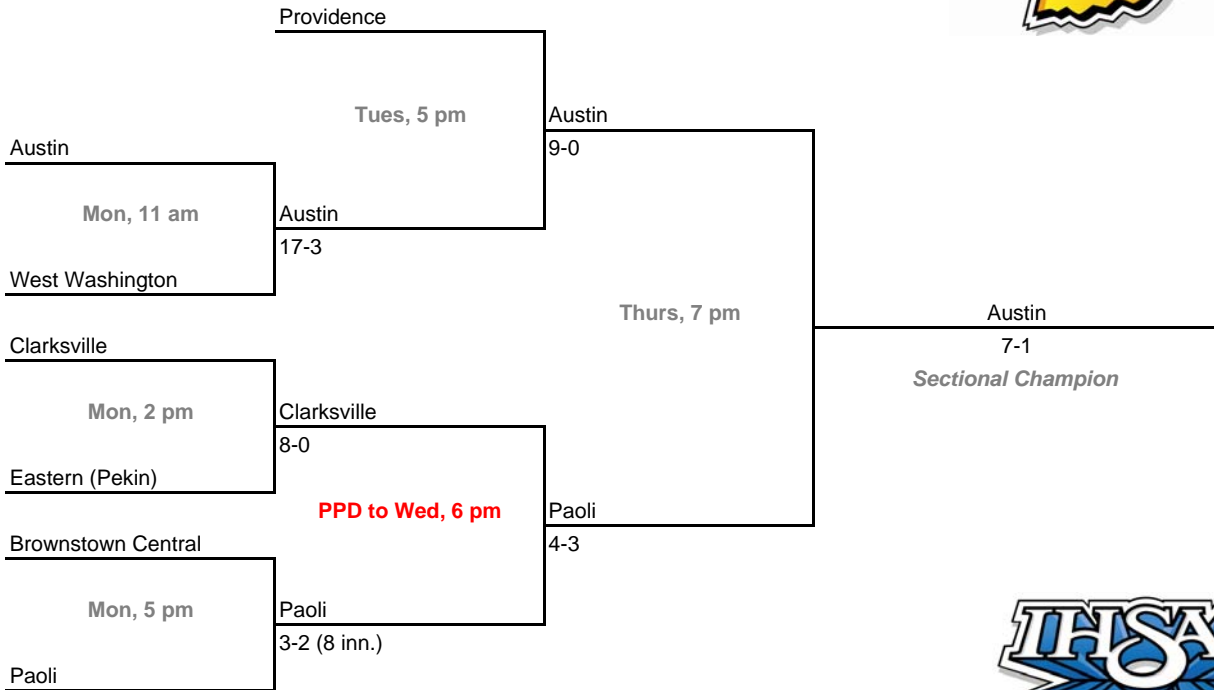 Providence
Tues, 5 pm
Austin
9-0
Austin
Mon, 11 am
Austin
17-3
West Washington
Thurs, 7 pm
Austin
7-1
Sectional Champion
Clarksville
Mon, 2 pm
Clarksville
8-0
Eastern (Pekin)
PPD to Wed, 6 pm
Paoli
4-3
Brownstown Central
Mon, 5 pm
Paoli
3-2 (8 inn.)
Paoli
IHSA